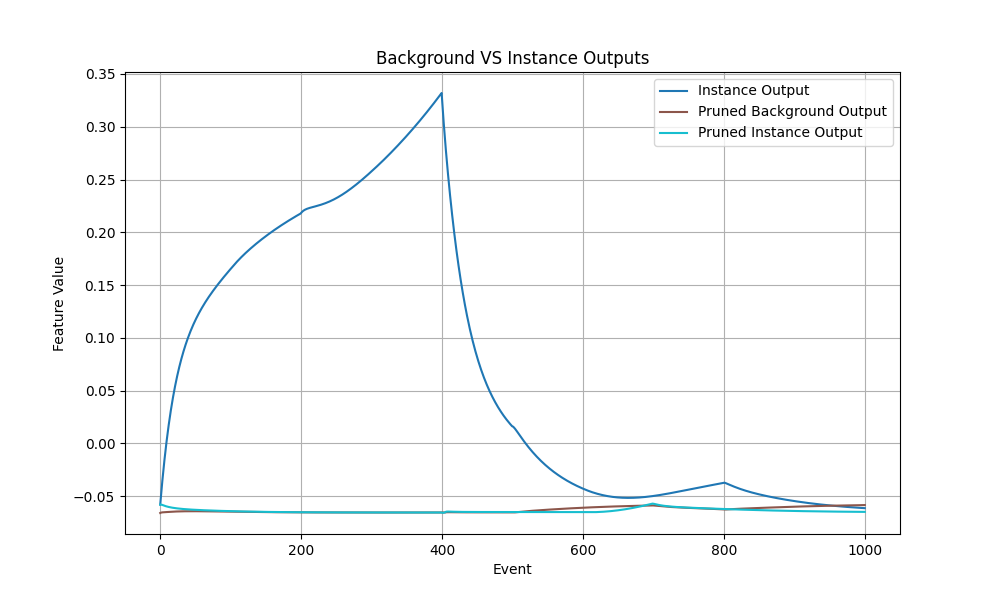 Background VS Instance Outputs
Instance Output
Pruned Background Output
Pruned Instance Output
Feature Value
0.35
0.30
0.25
0.20
0.15
0.10
0.05
0.00
−0.05
0 200 400 600 800 1000
Event